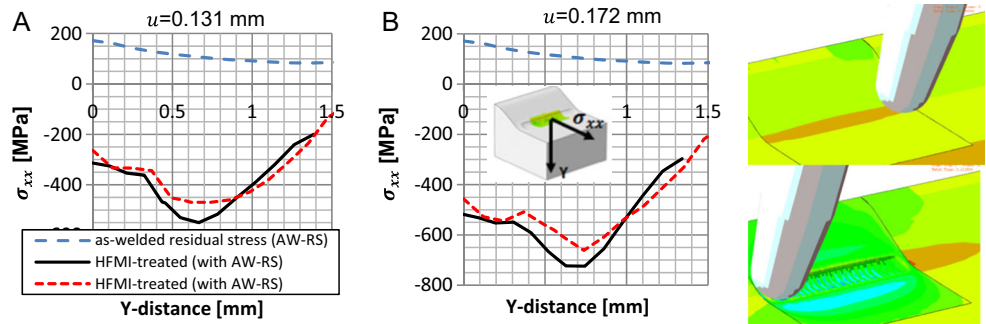 A
u=0.131 mm
200
0
-200
-400
-600
σxx [MPa]
0
0.5
1
1.5
as-welded residual stress (AW-RS)
HFMI-treated (with AW-RS)
HFMI-treated (with AW-RS)
Y-distance [mm]
B
u=0.172 mm
200
0
-200
-400
-600
-800
σxx [MPa]
0
1
1.5
σxx
Y
Y-distance [mm]